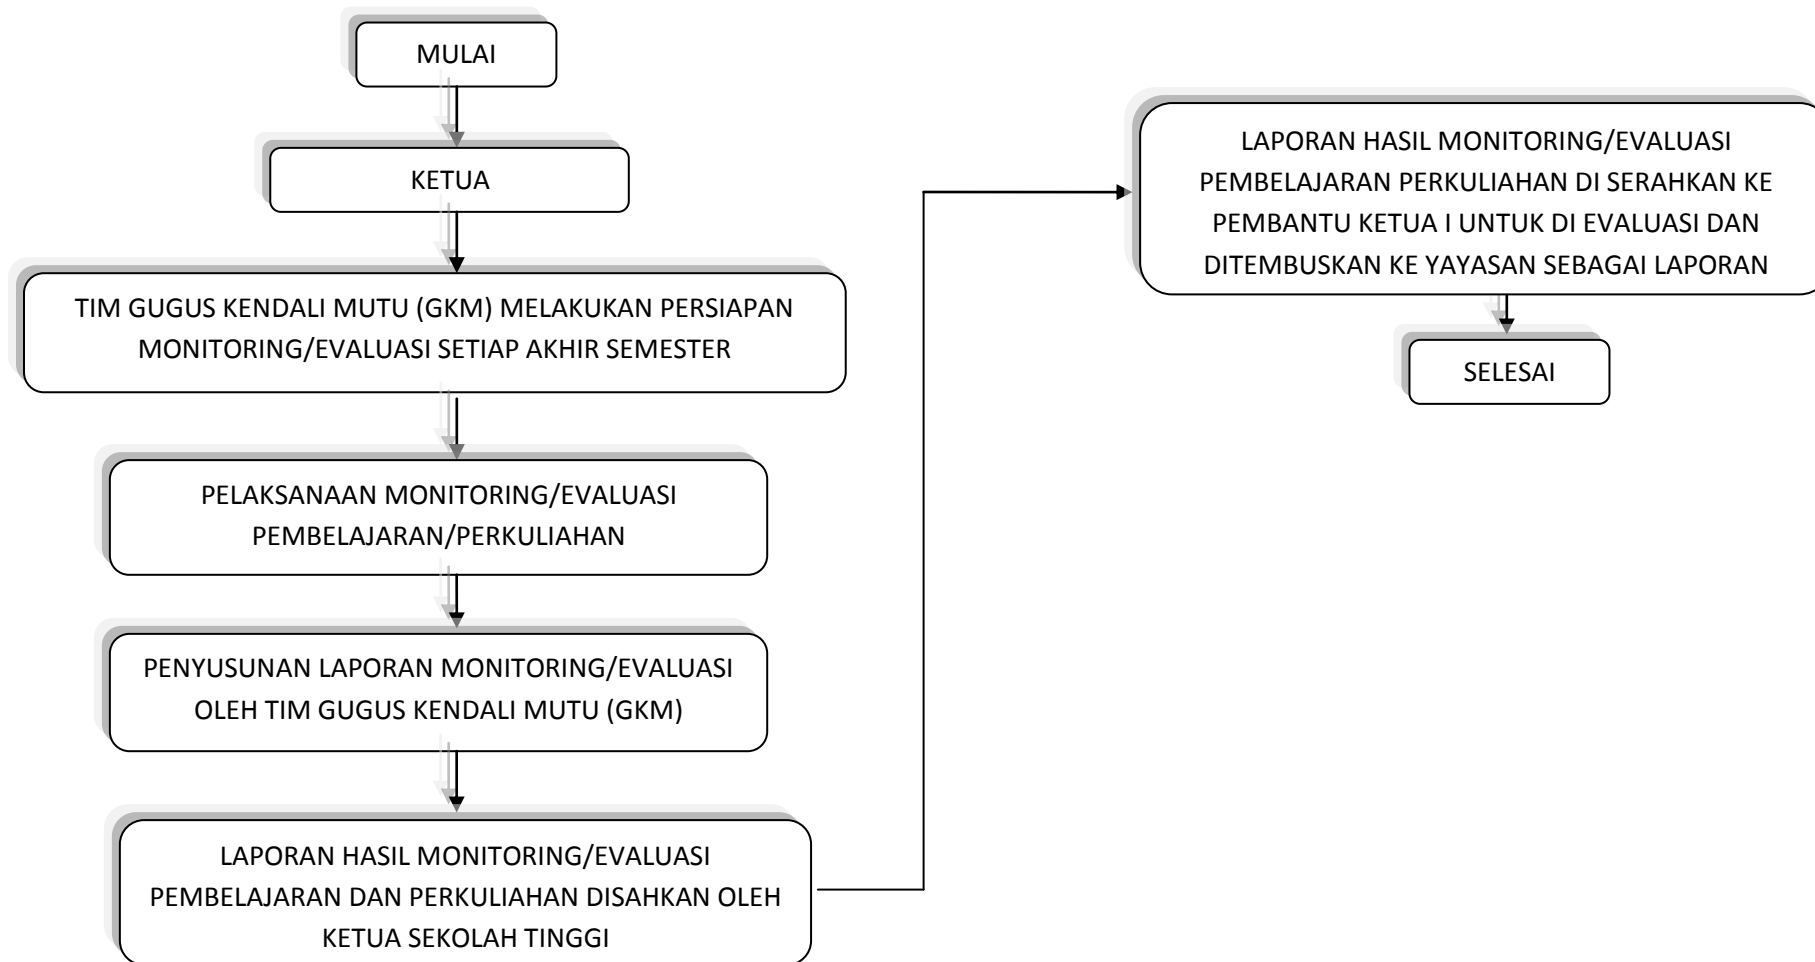 MULAI
KETUA
TIM GUGUS KENDALI MUTU (GKM) MELAKUKAN PERSIAPAN
MONITORING/EVALUASI SETIAP AKHIR SEMESTER
PELAKSANAAN MONITORING/EVALUASI
PEMBELAJARAN/PERKULIAHAN
PENYUSUNAN LAPORAN MONITORING/EVALUASI
OLEH TIM GUGUS KENDALI MUTU (GKM)
LAPORAN HASIL MONITORING/EVALUASI
PEMBELAJARAN DAN PERKULIAHAN DISAHKAN OLEH
KETUA SEKOLAH TINGGI
LAPORAN HASIL MONITORING/EVALUASI
PEMBELAJARAN PERKULIAHAN DI SERAHKAN KE
PEMBANTU KETUA I UNTUK DI EVALUASI DAN
DITEMBUSKAN KE YAYASAN SEBAGAI LAPORAN
SELESAI